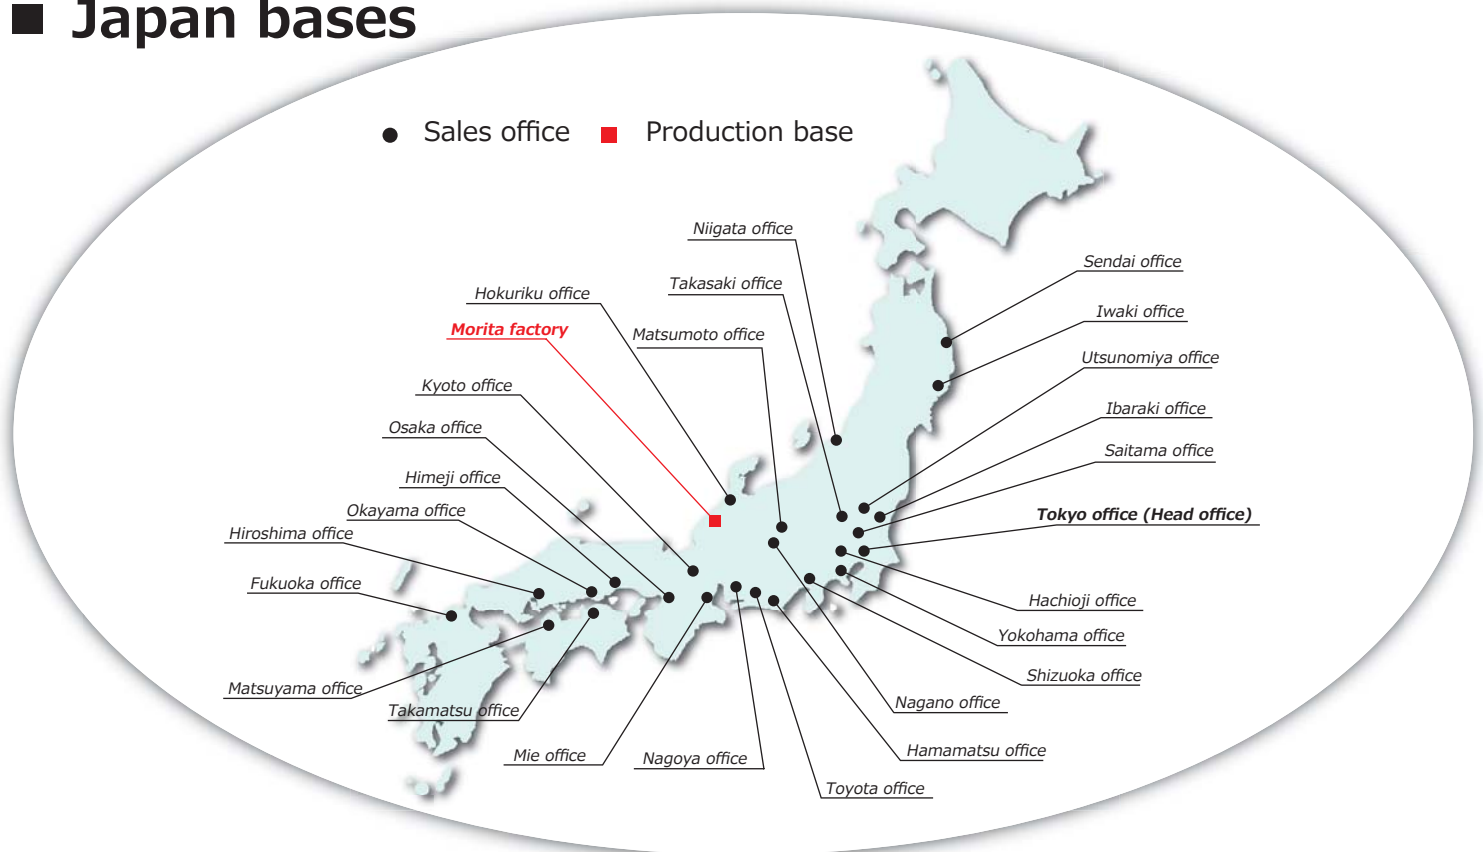 ■ Japan bases
● Sales office ■ Production base
Niigata office
Sendai office
Takasaki office
Hokuriku office
Iwaki office
Morita factory
Matsumoto office
Utsunomiya office
Kyoto office
Ibaraki office
Osaka office
Saitama office
Himeji office
Okayama office
Tokyo office (Head office)
Hiroshima office
Fukuoka office
Hachioji office
Yokohama office
Shizuoka office
Matsuyama office
Nagano office
Takamatsu office
Hamamatsu office
Mie office
Nagoya office
Toyota office